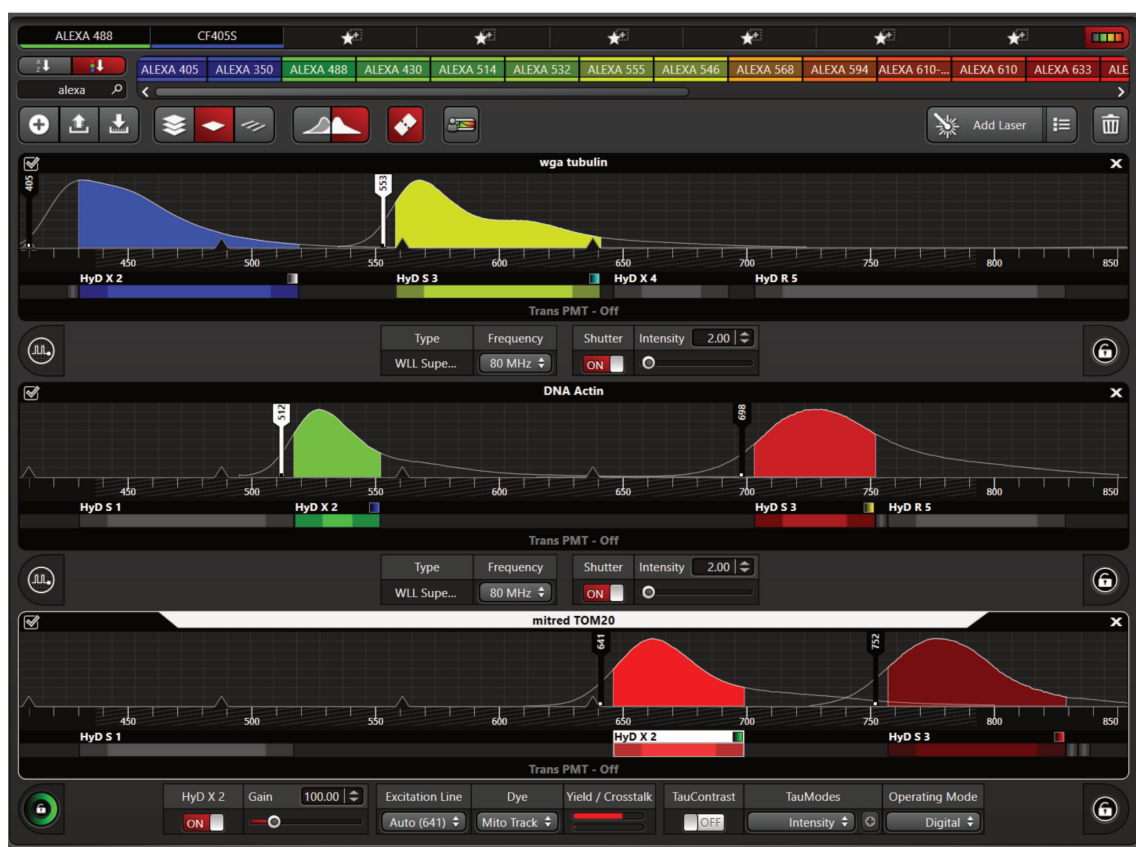 ALEXA 488 CF405S
ALEXA 405 ALEXA 350 ALEXA 488 ALEXA 430 ALEXA 514 ALEXA 532 ALEXA 555 ALEXA 546 ALEXA 568 ALEXA 594 ALEXA 610-... ALEXA 610 ALEXA 633 ALE
alexa
Add Laser
wga tubulin
405 553
450 500 550 600 650 700 750 800 850
HyD X 2 HyD S 3 HyD X 4 HyD R 5
Trans PMT - Off
Type Frequency Shutter Intensity 2.00
WLL Supe... 80 MHz ON
DNA Actin
512 698
450 500 550 600 650 700 750 800 850
HyD S 1 HyD X 2 HyD S 3 HyD R 5
Trans PMT - Off
Type Frequency Shutter Intensity 2.00
WLL Supe... 80 MHz ON
mitred TOM20
641 752
450 500 550 600 650 700 750 800 850
HyD S 1 HyD X 2 HyD S 3
Trans PMT - Off
HyD X 2 Gain 100.00 Excitation Line Dye Yield / Crosstalk TauContrast TauModes Operating Mode
ON Auto (641) Mito Track OFF Intensity Digital